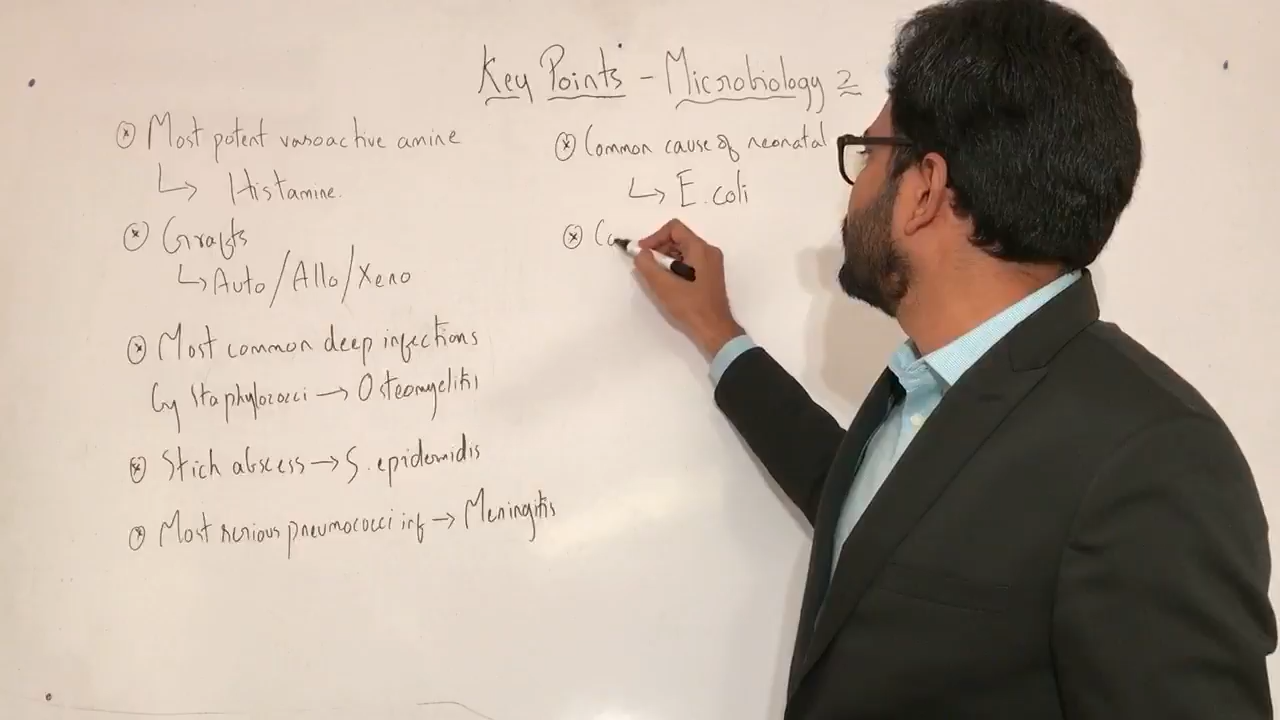 Key Points - Microbiology 2
⊛ Most potent vasoactive amine
↳ Histamine.
⊛ Grafts
↳ Auto/Allo/Xeno
⊛ Most common deep infections
by Staphylococci → Osteomyelitis
⊛ Stich abscess → S. epidermidis
⊛ Most serious pneumococci inf → Meningitis
⊛ Common cause of neonatal
↳ E. coli
⊛ Ca